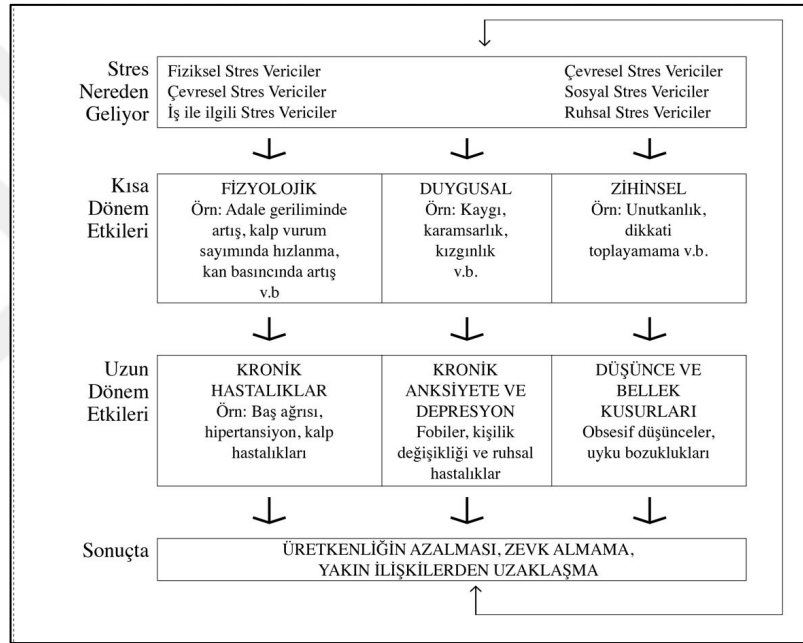 Stres
Nereden
Geliyor
Fiziksel Stres Vericiler
Çevresel Stres Vericiler
İş ile ilgili Stres Vericiler
Çevresel Stres Vericiler
Sosyal Stres Vericiler
Ruhsal Stres Vericiler
Kısa
Dönem
Etkileri
FİZYOLOJİK
Örn: Adale geriliminde
artış, kalp vurum
sayımında hızlanma,
kan basıncında artış
v.b
DUYGUSAL
Örn: Kaygı,
karamsarlık,
kızgınlık
v.b.
ZİHİNSEL
Örn: Unutkanlık,
dikkati
toplayamama v.b.
Uzun
Dönem
Etkileri
KRONİK
HASTALIKLAR
Örn: Baş ağrısı,
hipertansiyon, kalp
hastalıkları
KRONİK
ANKSİYETE VE
DEPRESYON
Fobiler, kişilik
değişikliği ve ruhsal
hastalıklar
DÜŞÜNCE VE
BELLEK
KUSURLARI
Obsesif düşünceler,
uyku bozuklukları
Sonuçta
ÜRETKENLİĞİN AZALMASI, ZEVK ALMAMA,
YAKIN İLİŞKİLERDEN UZAKLAŞMA